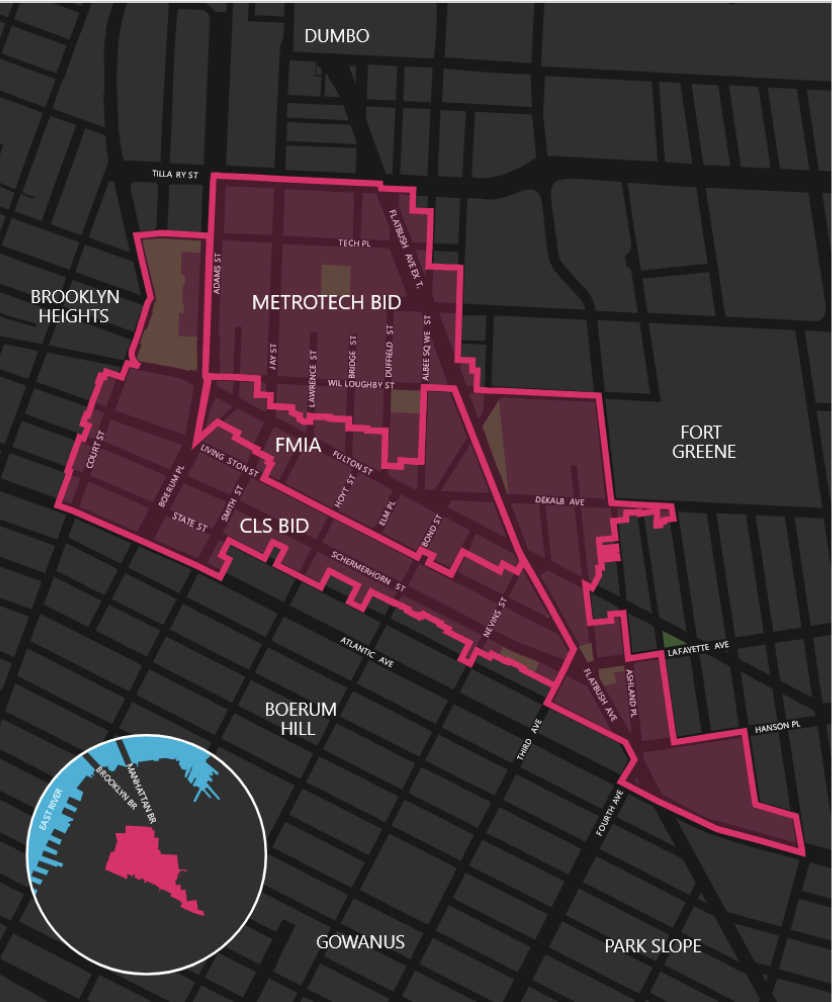 DUMBO
TILLA RY ST
FLATBUSH AVE EX T.
TECH PL
ADAMS ST
BROOKLYN
HEIGHTS
METROTECH BID
JAY ST
LAWRENCE ST
BRIDGE ST
DUFFIELD ST
ALBEE SQ WE ST
WIL LOUGHBY ST
FORT
GREENE
COURT ST
FMIA
LIVING STON ST
FULTON ST
BOERUM PL
SMITH ST
HOYT ST
ELM PL
BOND ST
DEKALB AVE
STATE ST
CLS BID
SCHERMERHORN ST
NEVINS ST
ATLANTIC AVE
LAFAYETTE AVE
FLATBUSH AVE
ASHLAND PL
BOERUM
HILL
THIRD AVE
HANSON PL
FOURTH AVE
EAST RIVER
BROOKLYN BR
MANHATTAN BR
GOWANUS
PARK SLOPE